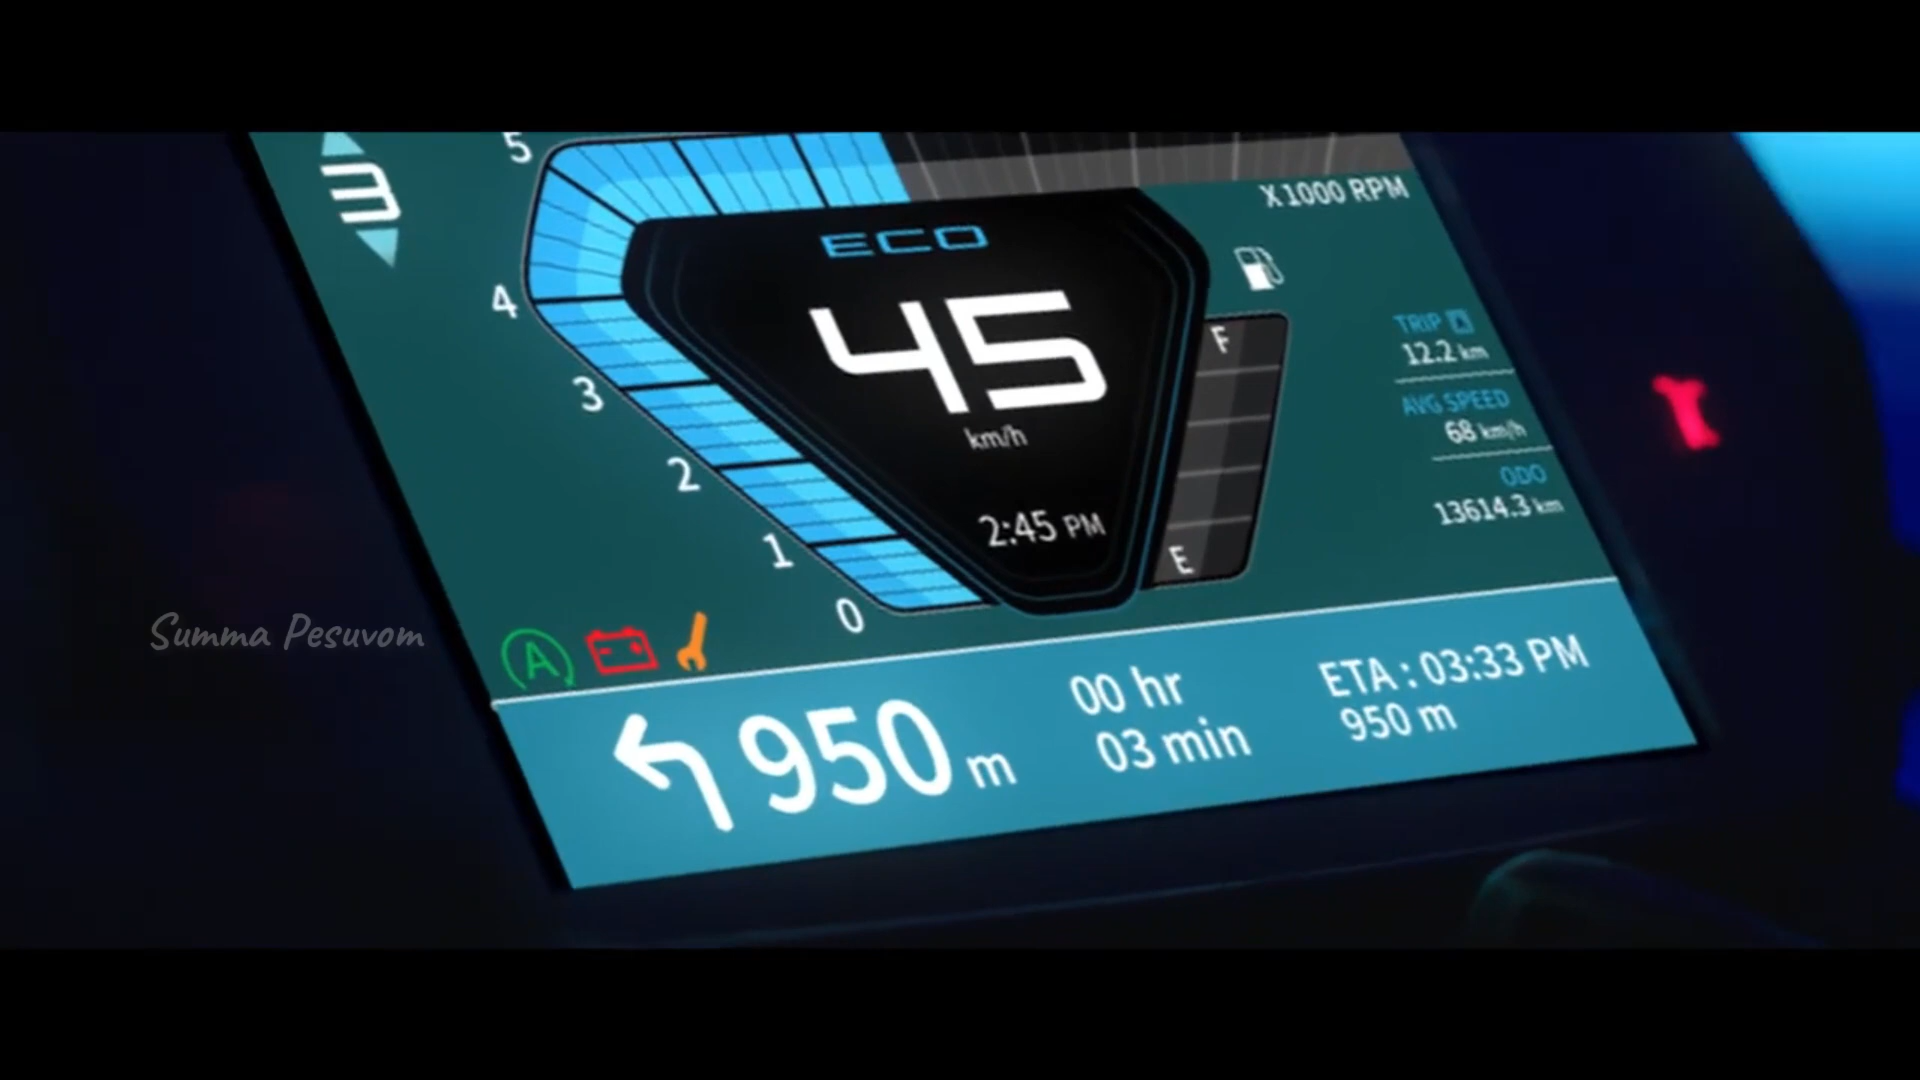 5
3
X1000 RPM
ECO
4
45
F
TRIP A
12.2 km
3
AVG SPEED
68 km/h
km/h
2
ODO
13614.3 km
2:45 PM
1
E
0
Summa Pesuvom
A
950 m
00 hr
03 min
ETA : 03:33 PM
950 m